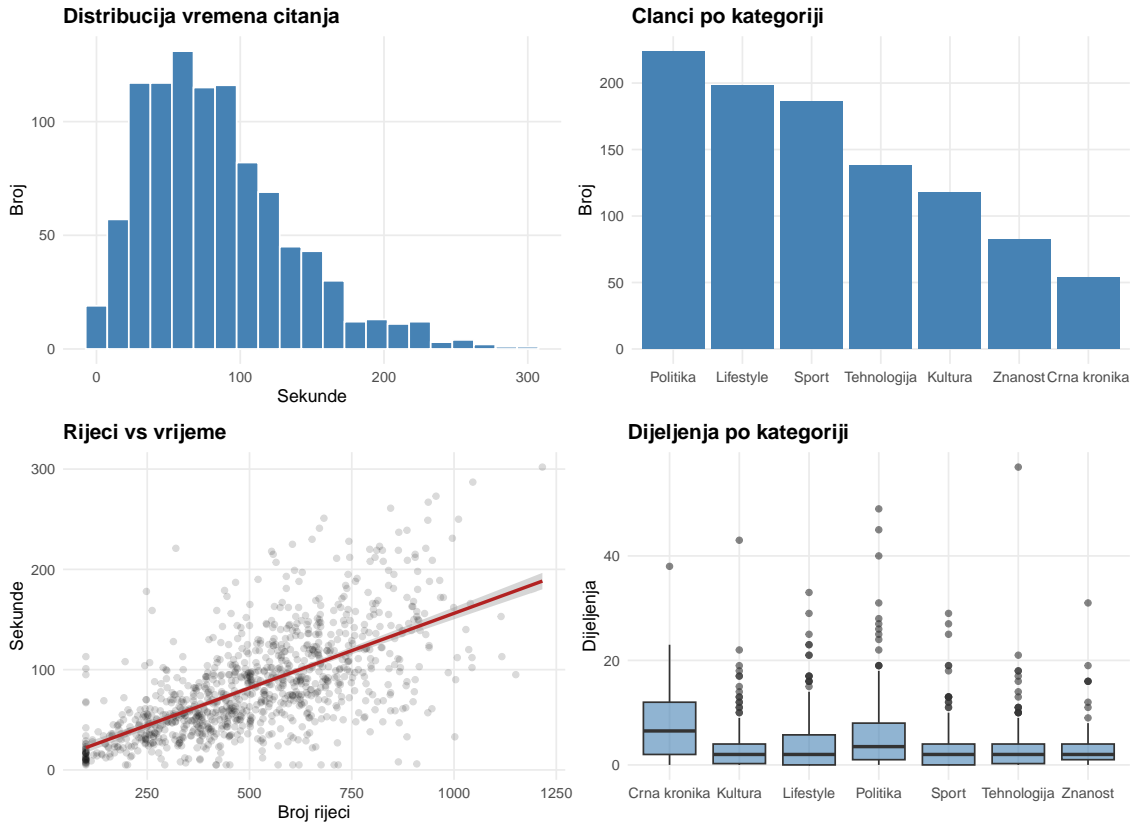 Distribucija vremena citanja
Broj
100
50
0
0 100 200 300
Sekunde
Clanci po kategoriji
Broj
200
150
100
50
0
Politika Lifestyle Sport Tehnologija Kultura Znanost Crna kronika
Rijeci vs vrijeme
Sekunde
300
200
100
0
250 500 750 1000 1250
Broj rijeci
Dijeljenja po kategoriji
Dijeljenja
40
20
0
Crna kronika Kultura Lifestyle Politika Sport Tehnologija Znanost